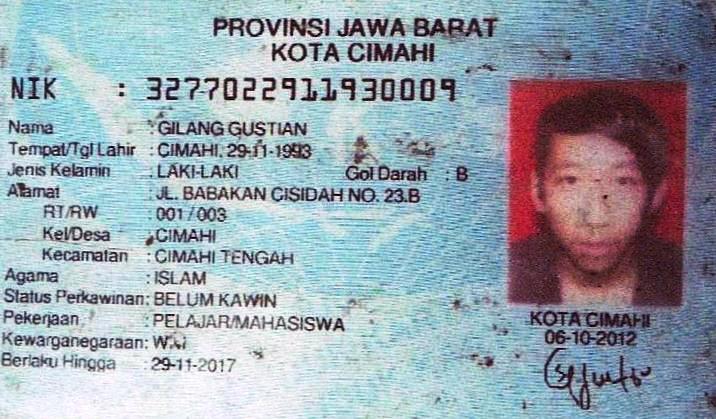 PROVINSI JAWA BARAT
KOTA CIMAHI
NIK : 3277022911930009
Nama : GILANG GUSTIAN
Tempat/Tgl Lahir : CIMAHI, 29-11-1993
Jenis Kelamin : LAKI-LAKI Gol Darah : B
Alamat : JL. BABAKAN CISIDAH NO. 23.B
RT/RW : 001 / 003
Kel/Desa : CIMAHI
Kecamatan : CIMAHI TENGAH
Agama : ISLAM
Status Perkawinan : BELUM KAWIN
Pekerjaan : PELAJAR/MAHASISWA
Kewarganegaraan :
Berlaku Hingga : 29-11-2017
KOTA CIMAHI
06-10-2012